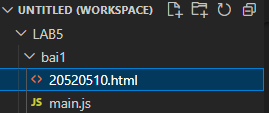 UNTITLED (WORKSPACE)
LAB5
bai1
<> 20520510.html
JS main.js